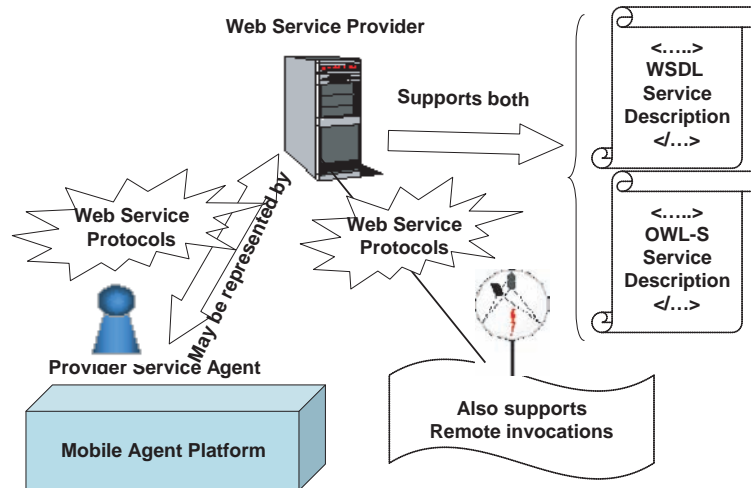 Web Service Provider
Supports both
<.....>
WSDL
Service
Description
</...>
<.....>
OWL-S
Service
Description
</...>
Web Service
Protocols
May be represented by
Web Service
Protocols
Provider Service Agent
Mobile Agent Platform
Also supports
Remote invocations